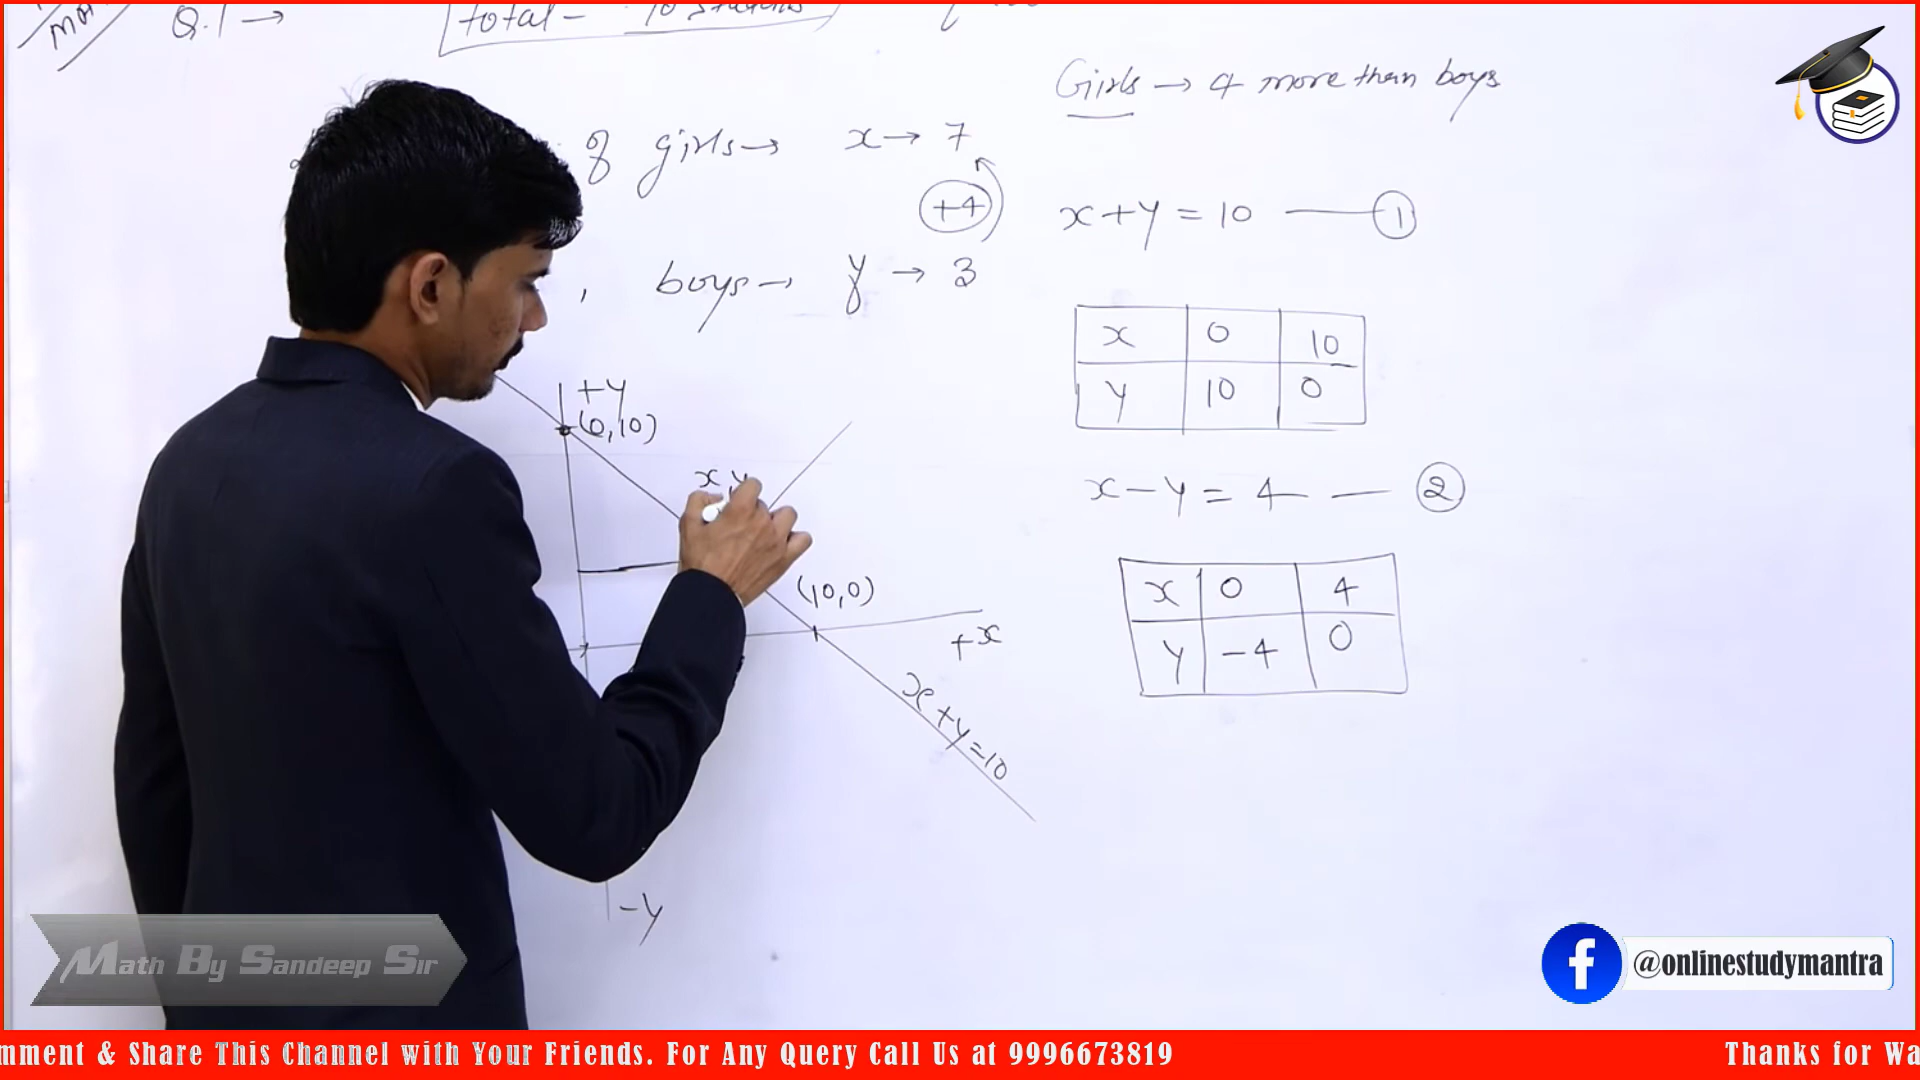 Q.1 →
total - 10 students
Girls → 4 more than boys
of girls → x → 7
+4
x + y = 10 —— 1
, boys → y → 3
x 0 10
y 10 0
+y
(0,10)
x, y
x - y = 4 —— 2
(10,0)
x 0 4
y -4 0
+x
x+y=10
-y
Math By Sandeep Sir
@onlinestudymantra
mment & Share This Channel with Your Friends. For Any Query Call Us at 9996673819
Thanks for Wa